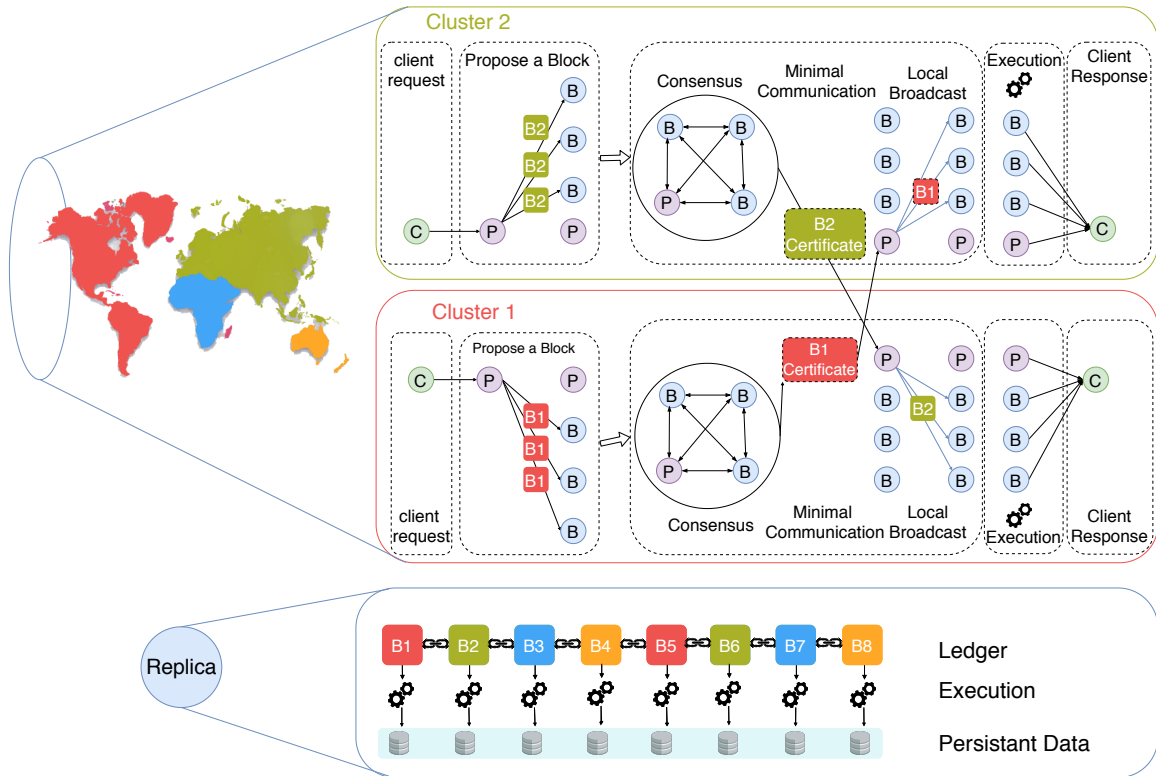 Cluster 2
client
request
Propose a Block
B
B2
B
B2
B
B2
C
P
P
Consensus
B
B
P
B
Minimal
Communication
B2
Certificate
Local
Broadcast
B
B
B
B
B
B1
B
P
P
Execution
B
B
B
P
Client
Response
C
Cluster 1
Propose a Block
C
P
P
B1
B
B1
B
B1
B
client
request
B
B
P
B
Consensus
B1
Certificate
P
P
B
B
B2
B
B
B
B
Minimal
Communication
Local
Broadcast
P
B
B
B
Execution
C
Client
Response
Replica
B1 B2 B3 B4 B5 B6 B7 B8
Ledger
Execution
Persistant Data